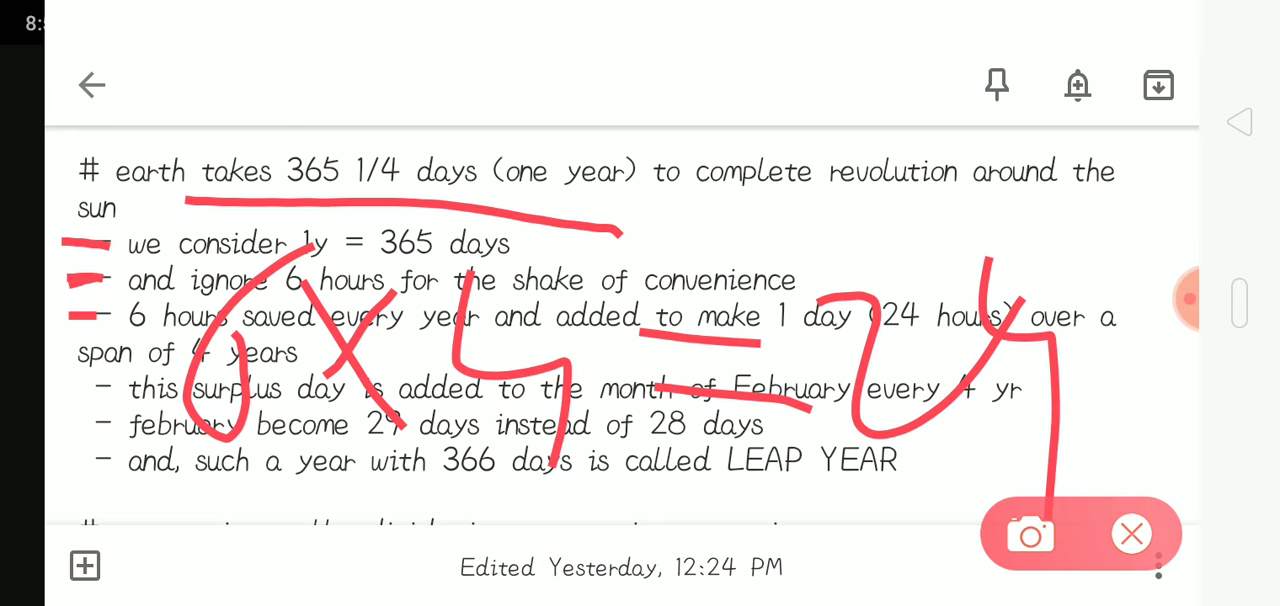 8:
# earth takes 365 1/4 days (one year) to complete revolution around the
sun
- we consider 1y = 365 days
- and ignore 6 hours for the shake of convenience
- 6 hours saved every year and added to make 1 day (24 hours) over a
span of 4 years
- this surplus day is added to the month of February every 4 yr
- february become 29 days instead of 28 days
- and, such a year with 366 days is called LEAP YEAR
6 x 4 = 24
Edited Yesterday, 12:24 PM